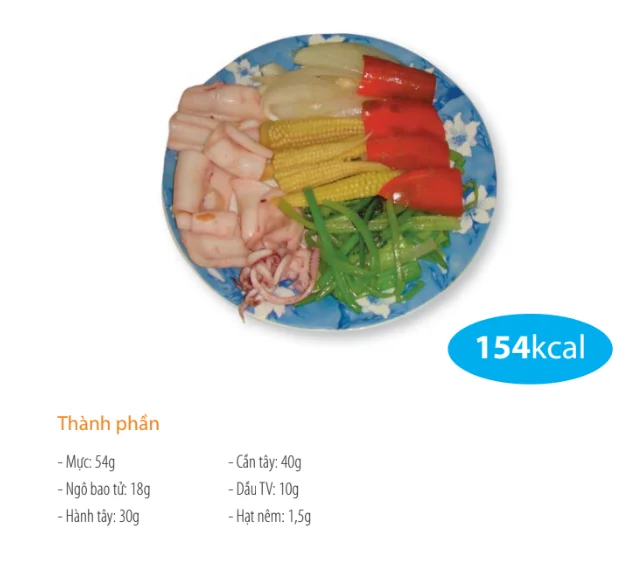 154kcal
Thành phần
- Mực: 54g
- Ngô bao tử: 18g
- Hành tây: 30g
- Cần tây: 40g
- Dầu TV: 10g
- Hạt nêm: 1,5g